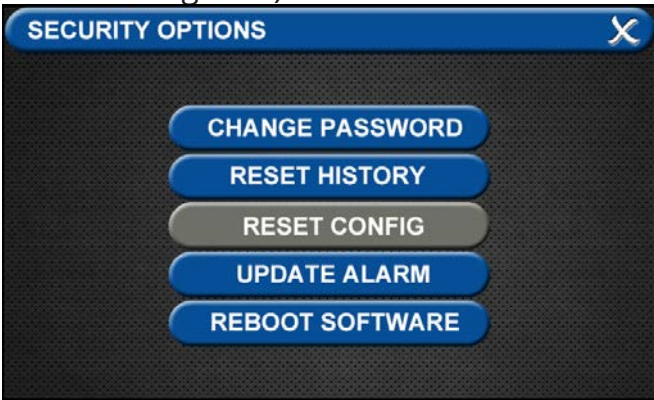 SECURITY OPTIONS
CHANGE PASSWORD
RESET HISTORY
RESET CONFIG
UPDATE ALARM
REBOOT SOFTWARE